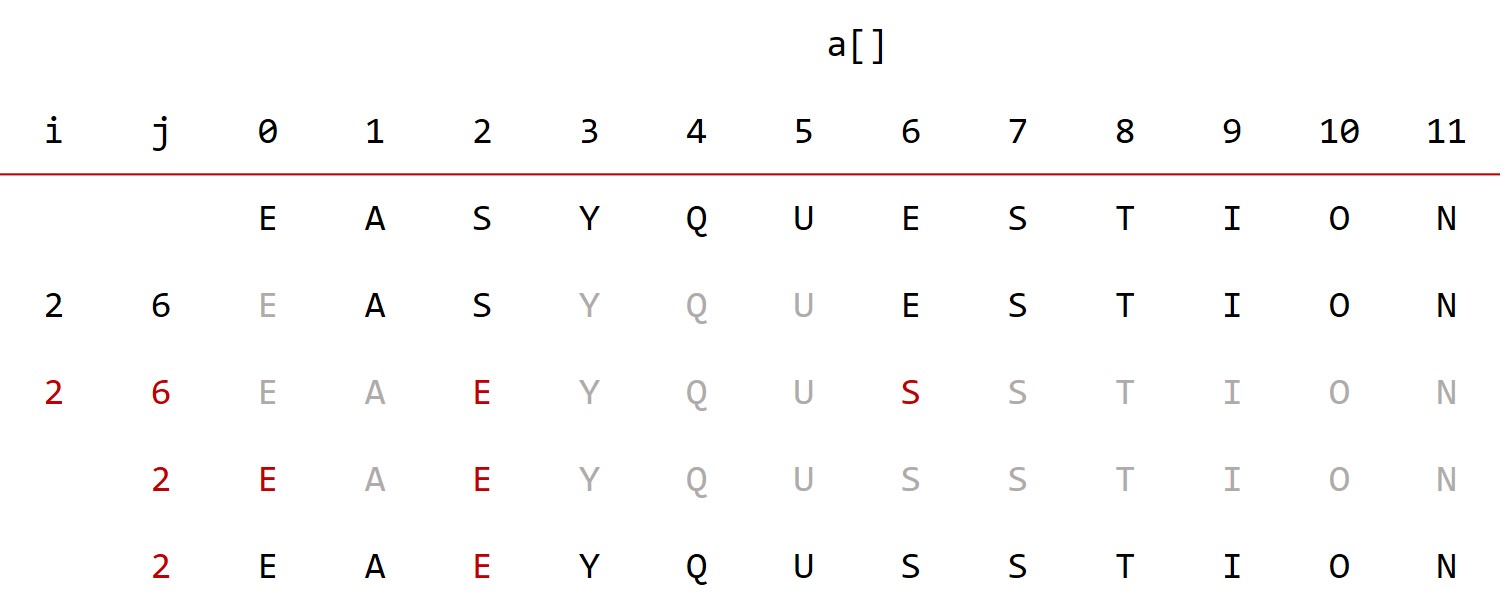 a[]
i j 0 1 2 3 4 5 6 7 8 9 10 11
E A S Y Q U E S T I O N
2 6 E A S Y Q U E S T I O N
2 6 E A E Y Q U S S T I O N
2 E A E Y Q U S S T I O N
2 E A E Y Q U S S T I O N